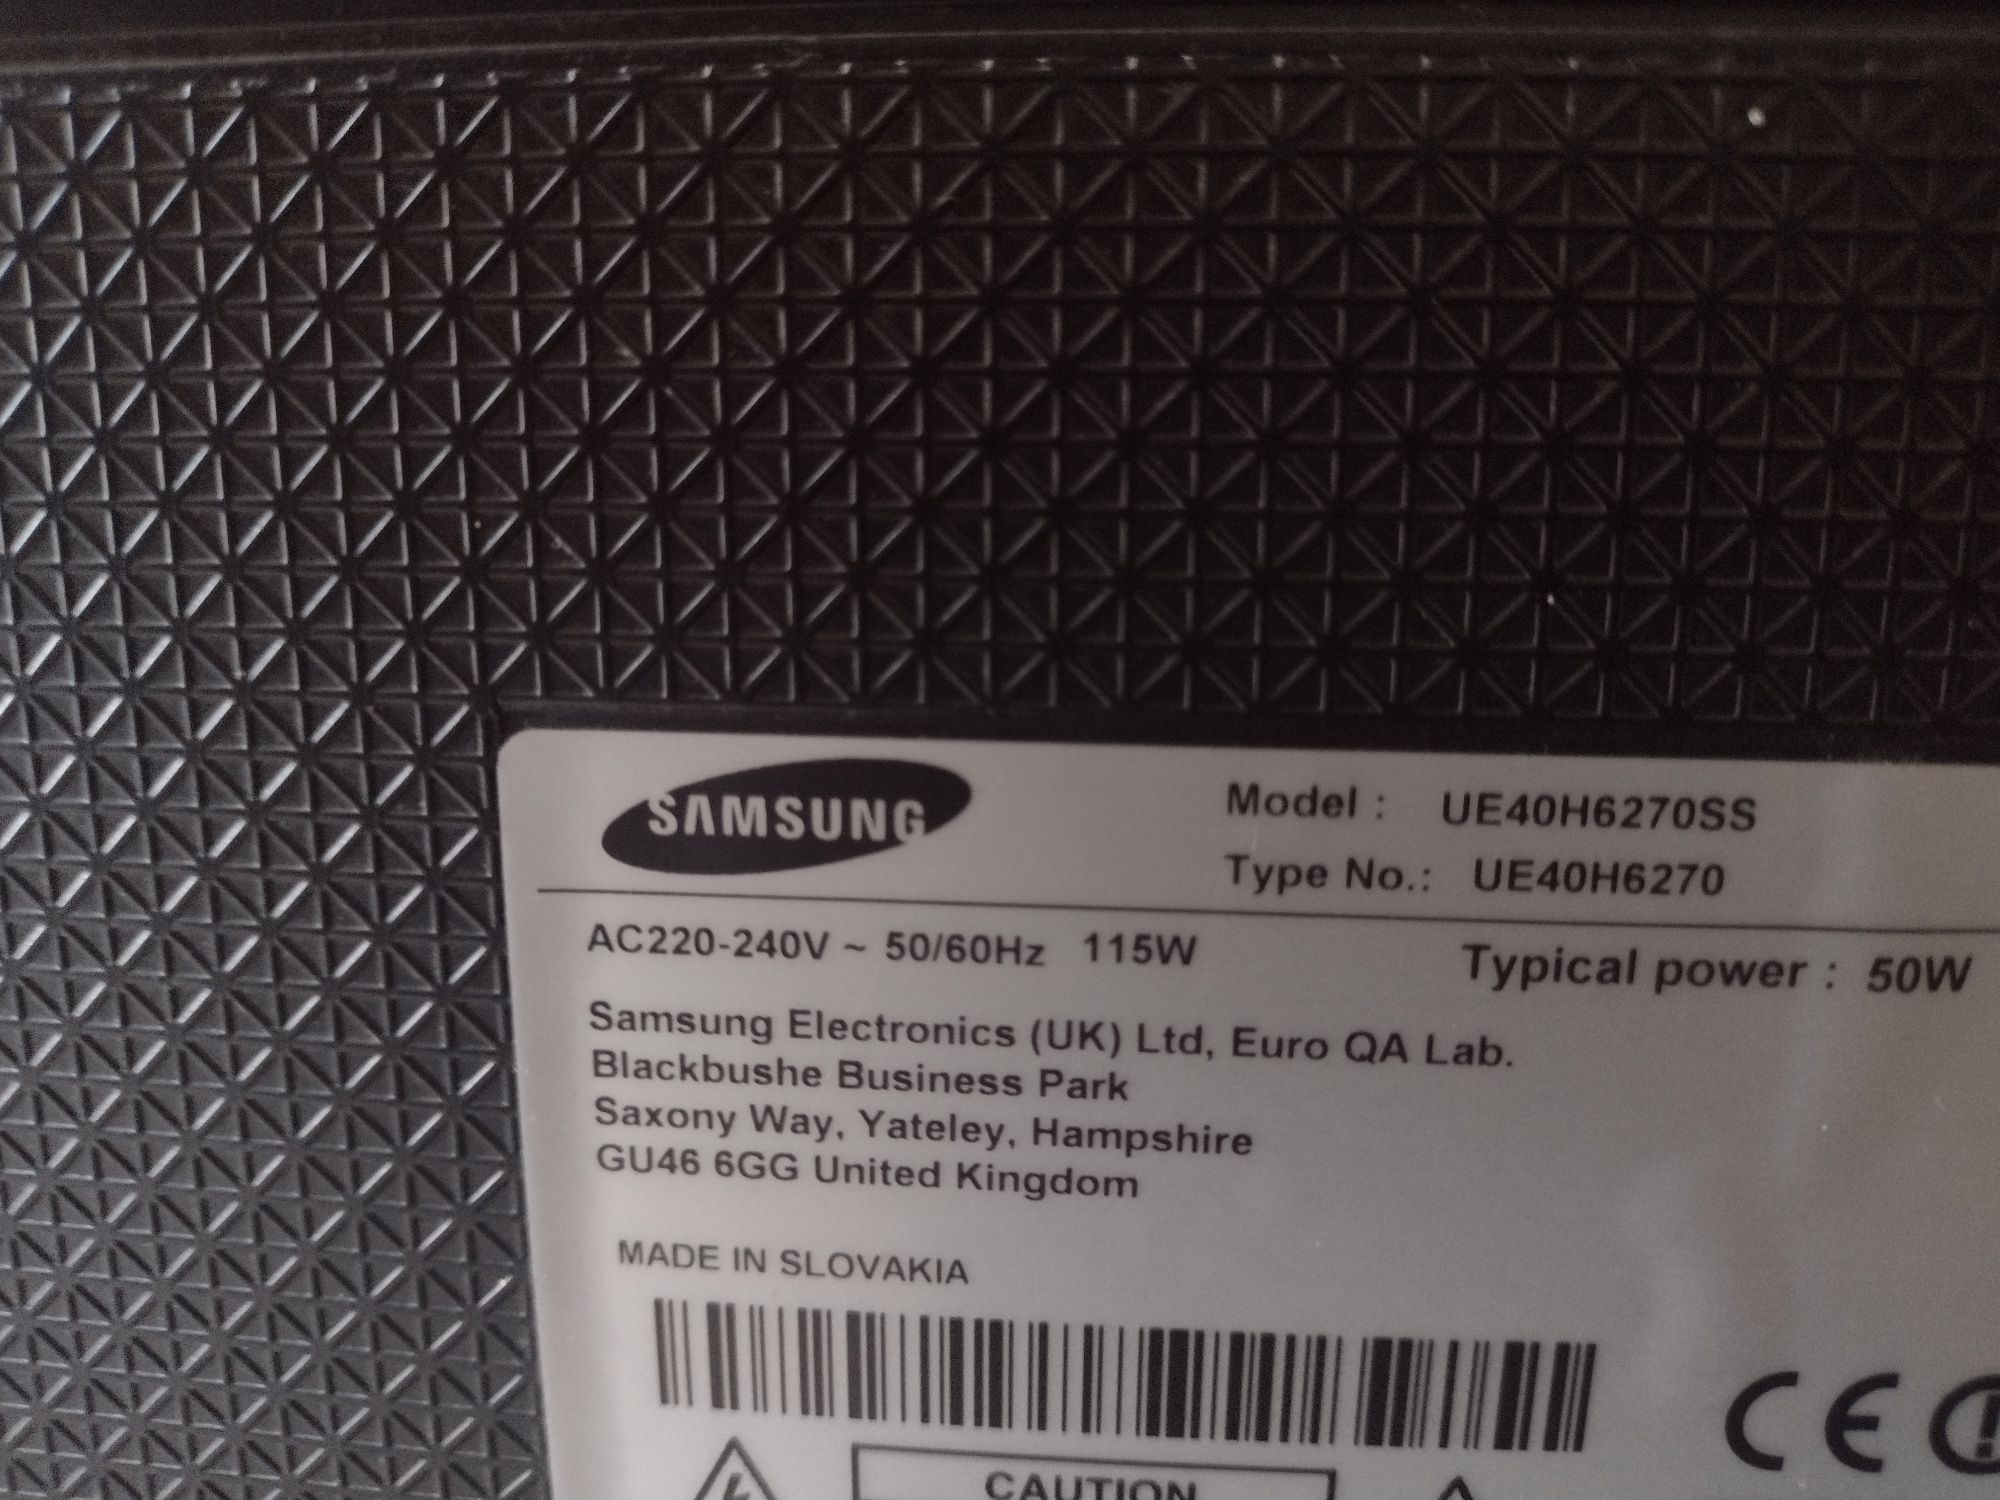 SAMSUNG
Model : UE40H6270SS
Type No.: UE40H6270
AC220-240V ~ 50/60Hz 115W
Typical power : 50W
Samsung Electronics (UK) Ltd, Euro QA Lab.
Blackbushe Business Park
Saxony Way, Yateley, Hampshire
GU46 6GG United Kingdom
MADE IN SLOVAKIA
CE
CAUTION